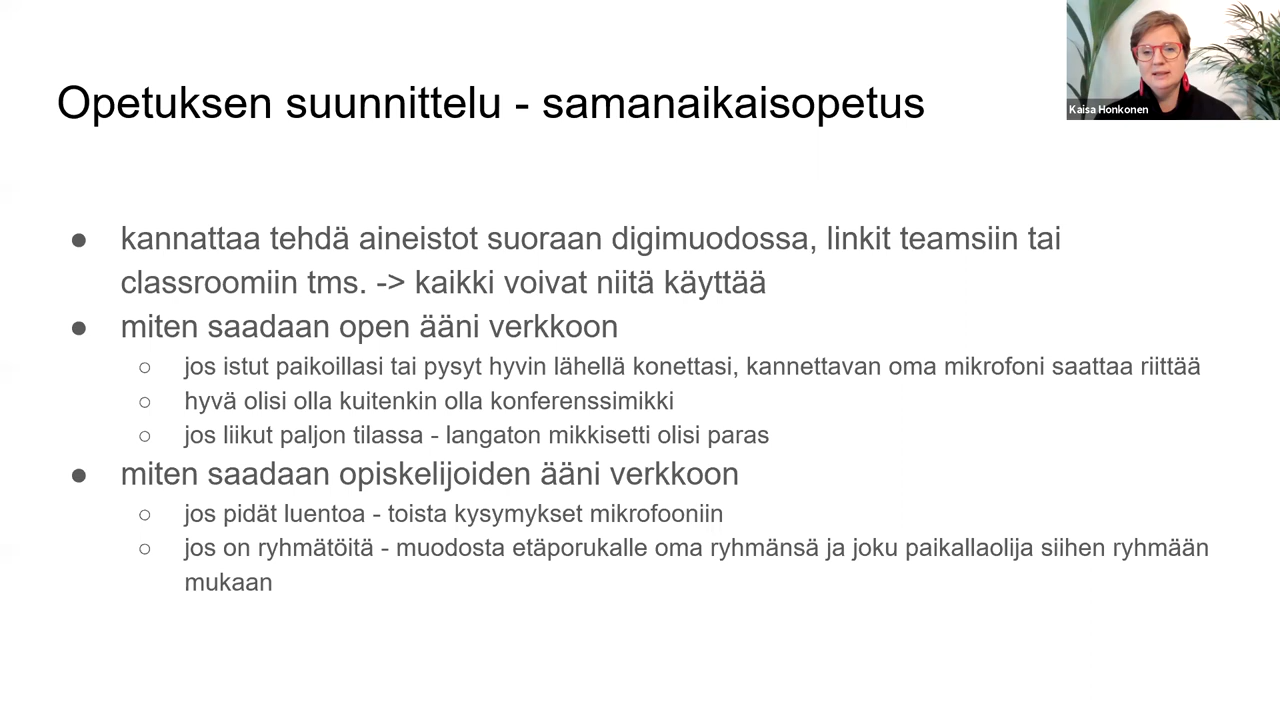 Opetuksen suunnittelu - samanaikaisopetus
Kaisa Honkonen
● kannattaa tehdä aineistot suoraan digimuodossa, linkit teamsiin tai
classroomiin tms. -> kaikki voivat niitä käyttää
● miten saadaan open ääni verkkoon
○ jos istut paikoillasi tai pysyt hyvin lähellä konettasi, kannettavan oma mikrofoni saattaa riittää
○ hyvä olisi olla kuitenkin olla konferenssimikki
○ jos liikut paljon tilassa - langaton mikkisetti olisi paras
● miten saadaan opiskelijoiden ääni verkkoon
○ jos pidät luentoa - toista kysymykset mikrofooniin
○ jos on ryhmätöitä - muodosta etäporukalle oma ryhmänsä ja joku paikallaolija siihen ryhmään
mukaan